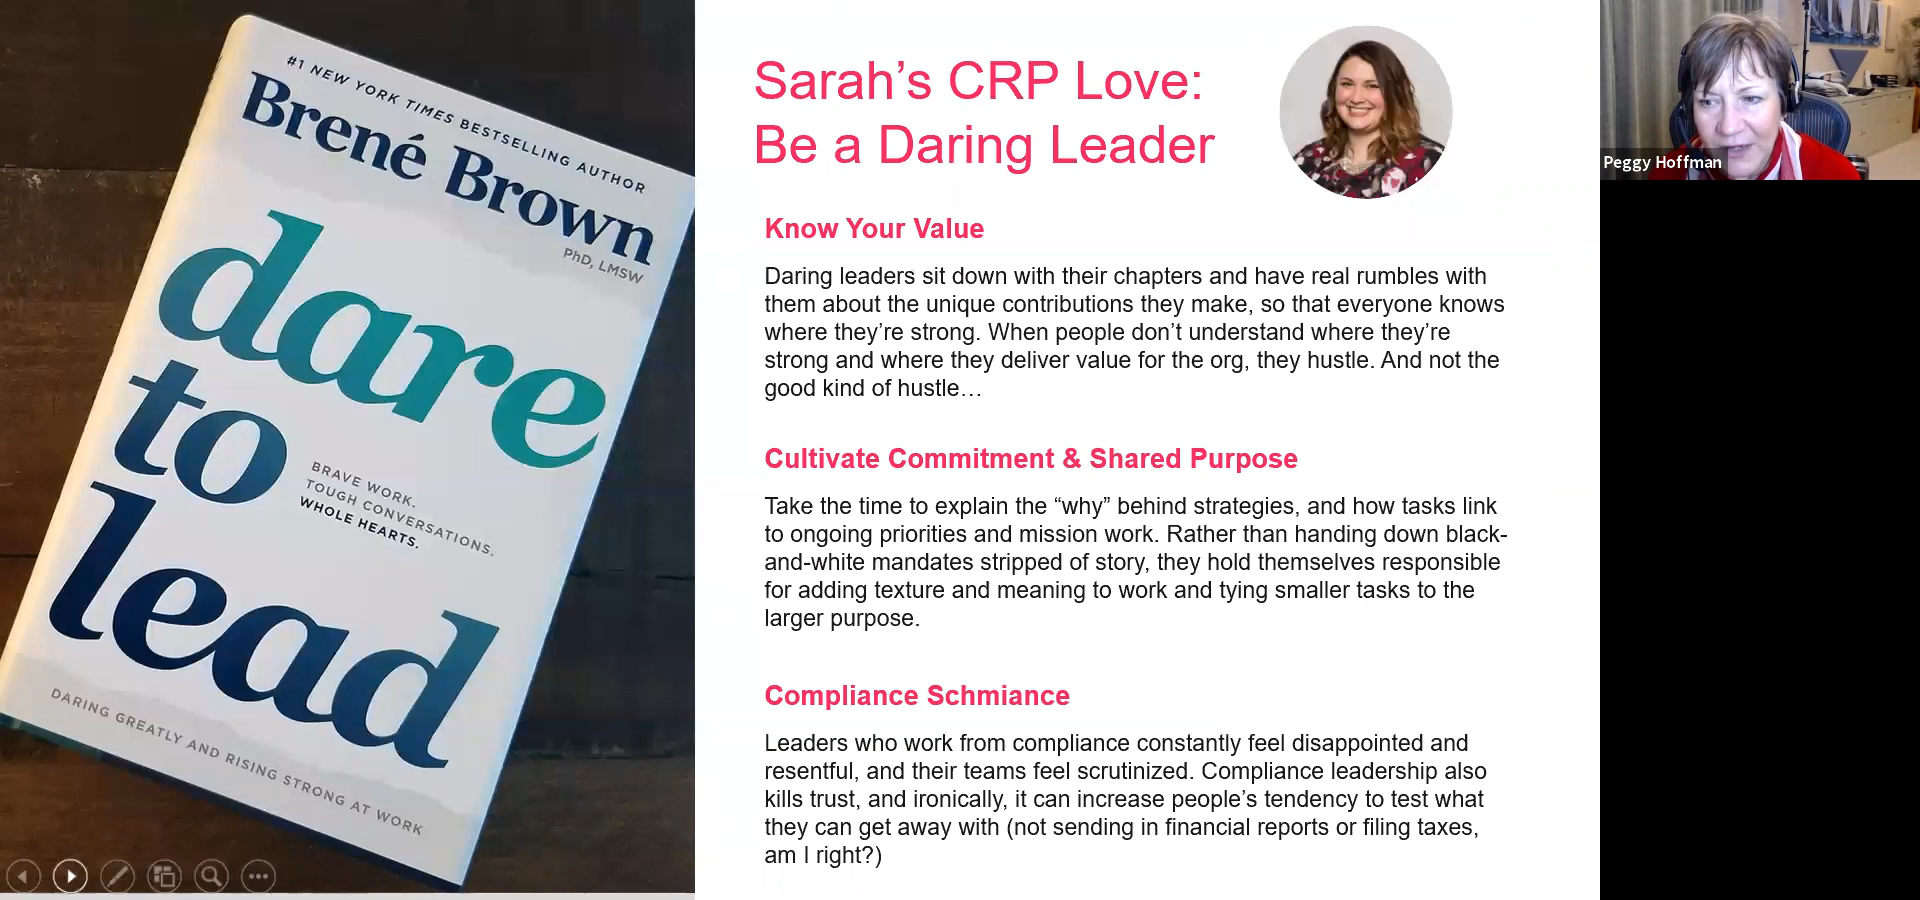 #1 NEW YORK TIMES BESTSELLING AUTHOR
Brené Brown
PhD, LMSW
dare
to
lead
BRAVE WORK.
TOUGH CONVERSATIONS.
WHOLE HEARTS.
DARING GREATLY AND RISING STRONG AT WORK
Sarah’s CRP Love:
Be a Daring Leader
Know Your Value
Daring leaders sit down with their chapters and have real rumbles with
them about the unique contributions they make, so that everyone knows
where they’re strong. When people don’t understand where they’re
strong and where they deliver value for the org, they hustle. And not the
good kind of hustle…
Cultivate Commitment & Shared Purpose
Take the time to explain the “why” behind strategies, and how tasks link
to ongoing priorities and mission work. Rather than handing down black-
and-white mandates stripped of story, they hold themselves responsible
for adding texture and meaning to work and tying smaller tasks to the
larger purpose.
Compliance Schmiance
Leaders who work from compliance constantly feel disappointed and
resentful, and their teams feel scrutinized. Compliance leadership also
kills trust, and ironically, it can increase people’s tendency to test what
they can get away with (not sending in financial reports or filing taxes,
am I right?)
Peggy Hoffman